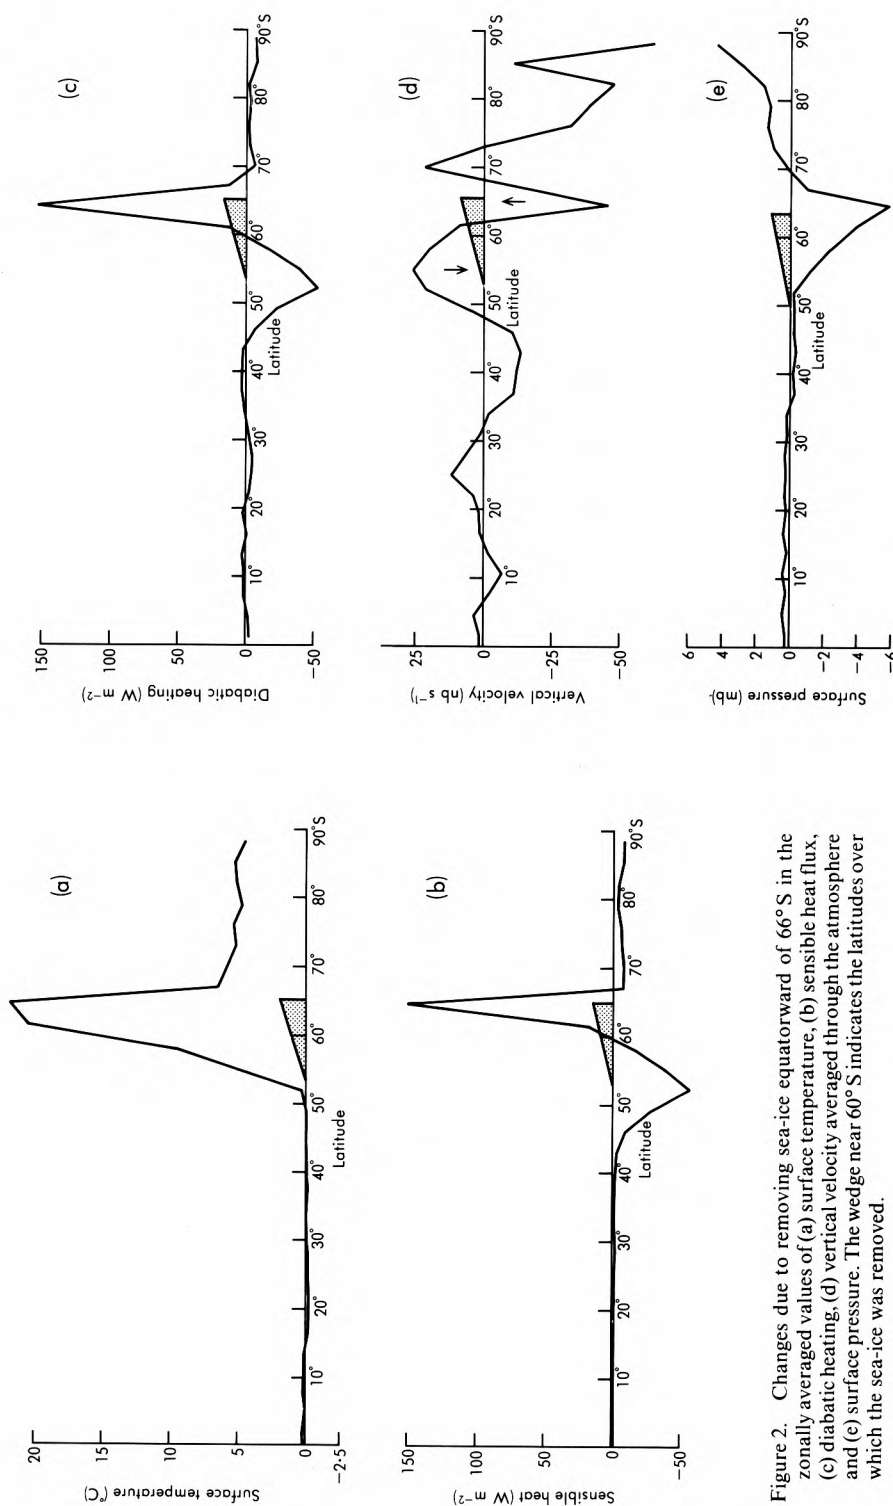 (a)
Surface temperature (°C)
20
15
10
5
0
−2·5
10°
20°
30°
40°
50°
60°
70°
80°
90°S
Latitude
(b)
Sensible heat (W m⁻²)
150
100
50
0
−50
10°
20°
30°
40°
50°
60°
70°
80°
90°S
Latitude
(c)
Diabatic heating (W m⁻²)
150
100
50
0
−50
10°
20°
30°
40°
50°
60°
70°
80°
90°S
Latitude
(d)
Vertical velocity (nb s⁻¹)
25
0
−25
−50
10°
20°
30°
40°
50°
60°
70°
80°
90°S
Latitude
(e)
Surface pressure (mb)
6
4
2
0
−2
−4
−6
10°
20°
30°
40°
50°
60°
70°
80°
90°S
Latitude
Figure 2. Changes due to removing sea-ice equatorward of 66° S in the
zonally averaged values of (a) surface temperature, (b) sensible heat flux,
(c) diabatic heating, (d) vertical velocity averaged through the atmosphere
and (e) surface pressure. The wedge near 60° S indicates the latitudes over
which the sea-ice was removed.